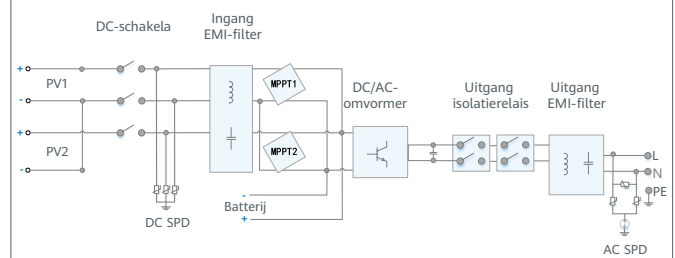 Ingang
EMI-filter
DC-schakela
+
PV1
-
+
PV2
-
MPPT1
MPPT2
DC/AC-
omvormer
Uitgang
isolatierelais
Uitgang
EMI-filter
L
N
PE
-
Batterij
+
DC SPD
AC SPD